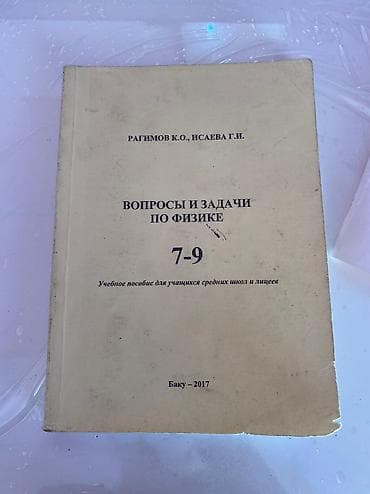 РАГИМОВ К.О., ИСАЕВА Г.И.
ВОПРОСЫ И ЗАДАЧИ
ПО ФИЗИКЕ
7-9
Учебное пособие для учащихся средних школ и лицеев
Баку – 2017